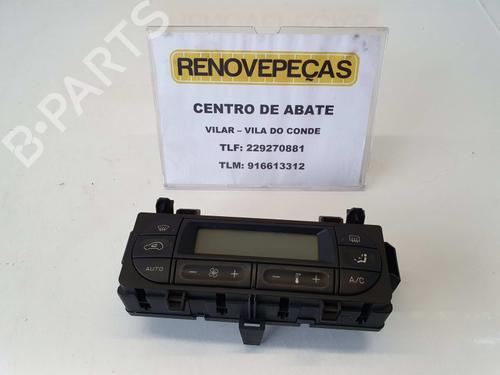 B-PARTS
RENOVEPEÇAS
CENTRO DE ABATE
VILAR – VILA DO CONDE
TLF: 229270881
TLM: 916613312
AUTO
− +
− +
A/C